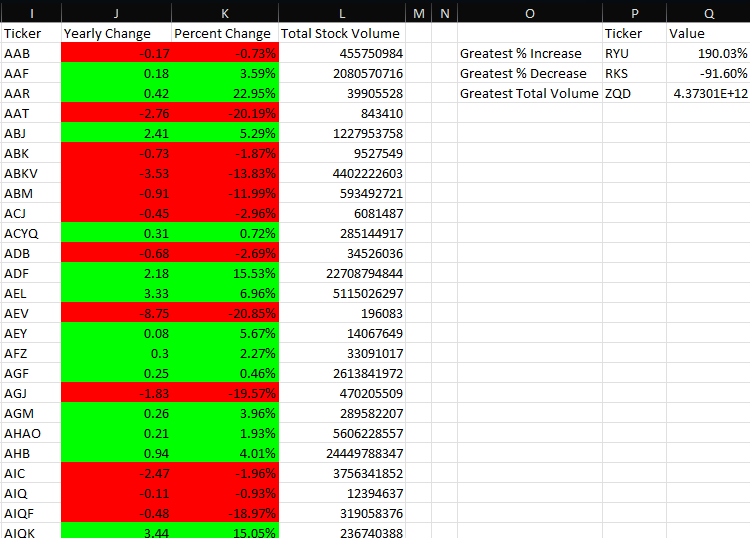 I J K L M N O P Q
Ticker Yearly Change Percent Change Total Stock Volume Ticker Value
AAB -0.17 -0.73% 455750984 Greatest % Increase RYU 190.03%
AAF 0.18 3.59% 2080570716 Greatest % Decrease RKS -91.60%
AAR 0.42 22.95% 39905528 Greatest Total Volume ZQD 4.37301E+12
AAT -2.76 -20.19% 843410
ABJ 2.41 5.29% 1227953758
ABK -0.73 -1.87% 9527549
ABKV -3.53 -13.83% 4402222603
ABM -0.91 -11.99% 593492721
ACJ -0.45 -2.96% 6081487
ACYQ 0.31 0.72% 285144917
ADB -0.68 -2.69% 34526036
ADF 2.18 15.53% 22708794844
AEL 3.33 6.96% 5115026297
AEV -8.75 -20.85% 196083
AEY 0.08 5.67% 14067649
AFZ 0.3 2.27% 33091017
AGF 0.25 0.46% 2613841972
AGJ -1.83 -19.57% 470205509
AGM 0.26 3.96% 289582207
AHAO 0.21 1.93% 5606228557
AHB 0.94 4.01% 24449788347
AIC -2.47 -1.96% 3756341852
AIQ -0.11 -0.93% 12394637
AIQF -0.48 -18.97% 319058376
AIQK 3.44 15.05% 236740388